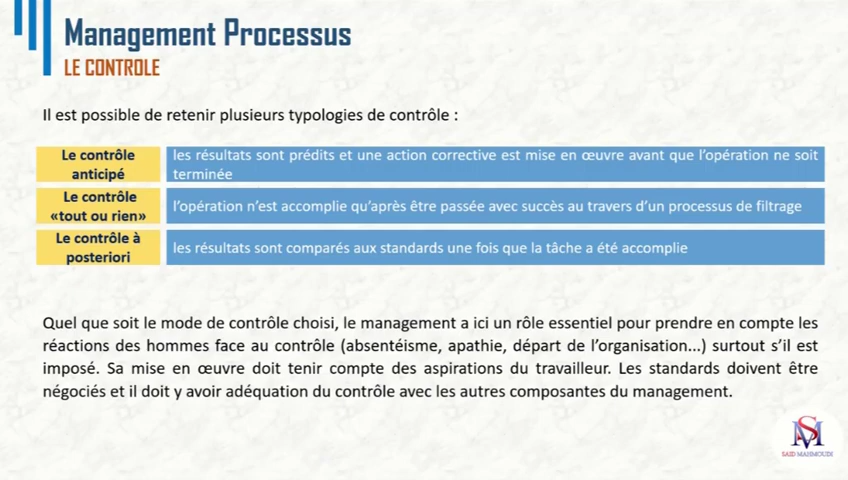 Management Processus
LE CONTROLE
Il est possible de retenir plusieurs typologies de contrôle :
Le contrôle
anticipé
les résultats sont prédits et une action corrective est mise en œuvre avant que l'opération ne soit
terminée
Le contrôle
«tout ou rien»
l'opération n'est accomplie qu'après être passée avec succès au travers d'un processus de filtrage
Le contrôle à
posteriori
les résultats sont comparés aux standards une fois que la tâche a été accomplie
Quel que soit le mode de contrôle choisi, le management a ici un rôle essentiel pour prendre en compte les
réactions des hommes face au contrôle (absentéisme, apathie, départ de l'organisation...) surtout s'il est
imposé. Sa mise en œuvre doit tenir compte des aspirations du travailleur. Les standards doivent être
négociés et il doit y avoir adéquation du contrôle avec les autres composantes du management.
SM
SAID MAHMOUDI